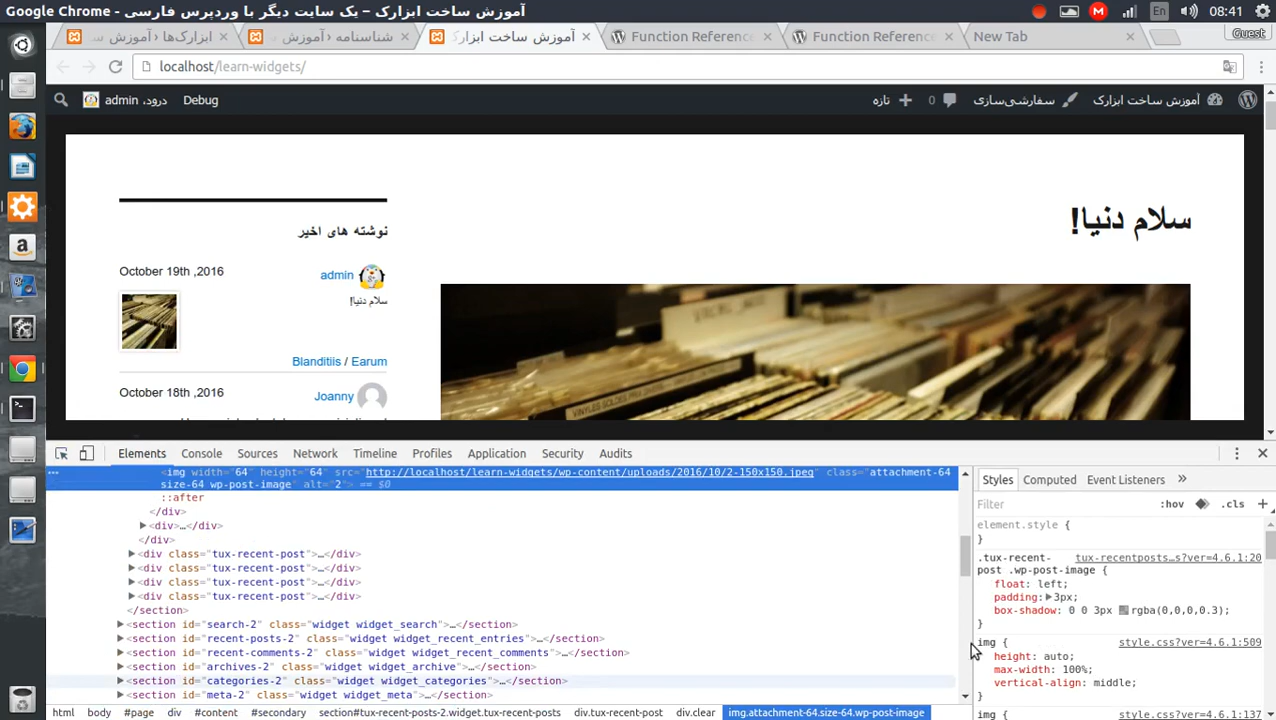 Google Chrome - آموزش ساخت ابزارک – یک سایت دیگر با وردپرس فارسی
En
08:41
ابزارک‌ها ‹ آموزش س
شناسنامه ‹ آموزش س
آموزش ساخت ابزارک
Function Reference
Function Reference
New Tab
Guest
localhost/learn-widgets/
درود، admin
Debug
تازه
0
سفارشی‌سازی
آموزش ساخت ابزارک
سلام دنیا!
نوشته های اخیر
October 19th ,2016
admin
سلام دنیا!
Blanditiis / Earum
October 18th ,2016
Joanny
Elements Console Sources Network Timeline Profiles Application Security Audits
<img width="64" height="64" src="http://localhost/learn-widgets/wp-content/uploads/2016/10/2-150x150.jpeg" class="attachment-64
size-64 wp-post-image" alt="2"> == $0
::after
</div>
<div>…</div>
</div>
<div class="tux-recent-post">…</div>
<div class="tux-recent-post">…</div>
<div class="tux-recent-post">…</div>
<div class="tux-recent-post">…</div>
</section>
<section id="search-2" class="widget widget_search">…</section>
<section id="recent-posts-2" class="widget widget_recent_entries">…</section>
<section id="recent-comments-2" class="widget widget_recent_comments">…</section>
<section id="archives-2" class="widget widget_archive">…</section>
<section id="categories-2" class="widget widget_categories">…</section>
<section id="meta-2" class="widget widget_meta">…</section>
html body #page div #content #secondary section#tux-recent-posts-2.widget.tux-recent-posts div.tux-recent-post div.clear img.attachment-64.size-64.wp-post-image
Styles Computed Event Listeners »
Filter :hov .cls +
element.style {
}
.tux-recent- tux-recentposts…s?ver=4.6.1:20
post .wp-post-image {
float: left;
padding: 3px;
box-shadow: 0 0 3px rgba(0,0,0,0.3);
}
img { style.css?ver=4.6.1:509
height: auto;
max-width: 100%;
vertical-align: middle;
}
img { style.css?ver=4.6.1:137